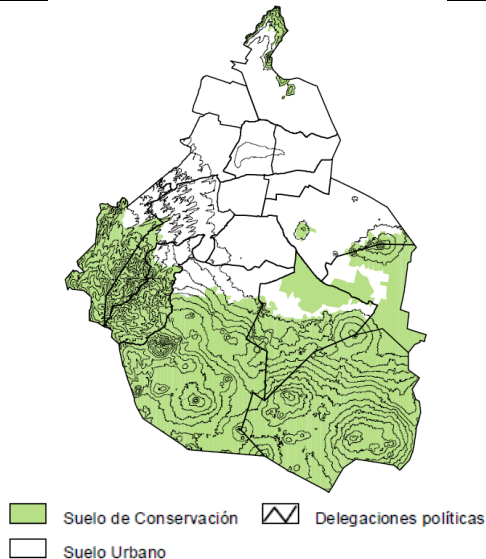 Suelo de Conservación
Delegaciones políticas
Suelo Urbano